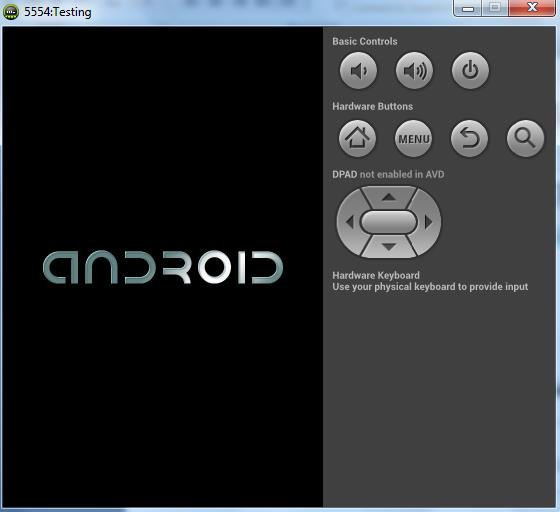 5554:Testing
Basic Controls
Hardware Buttons
MENU
DPAD not enabled in AVD
ANDROID
Hardware Keyboard
Use your physical keyboard to provide input